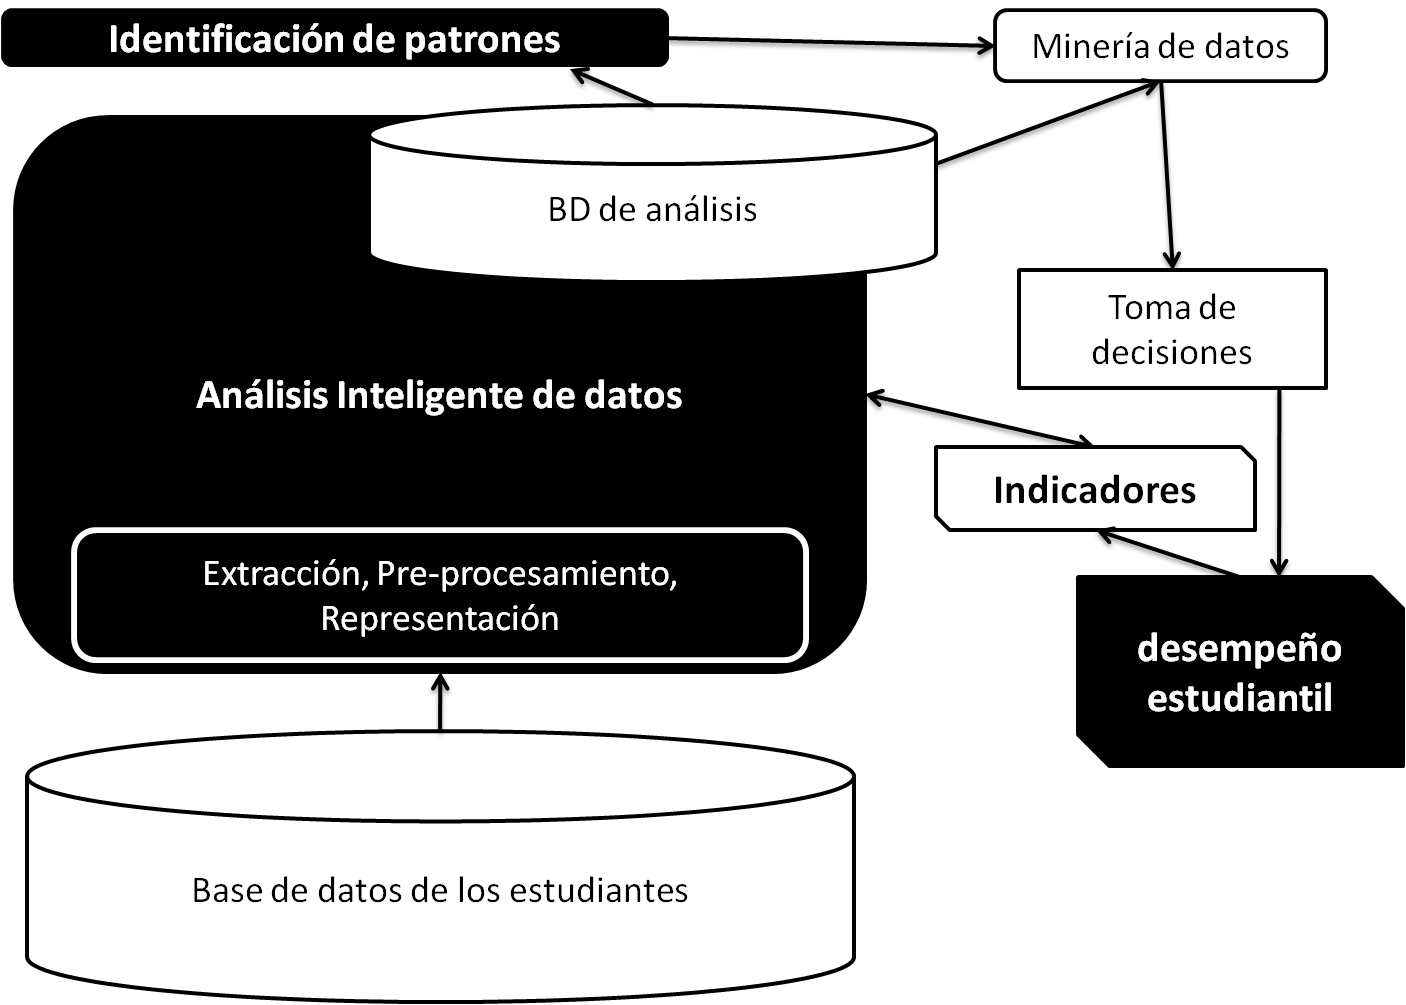 Identificación de patrones
Minería de datos
BD de análisis
Toma de
decisiones
Análisis Inteligente de datos
Indicadores
Extracción, Pre-procesamiento,
Representación
desempeño
estudiantil
Base de datos de los estudiantes